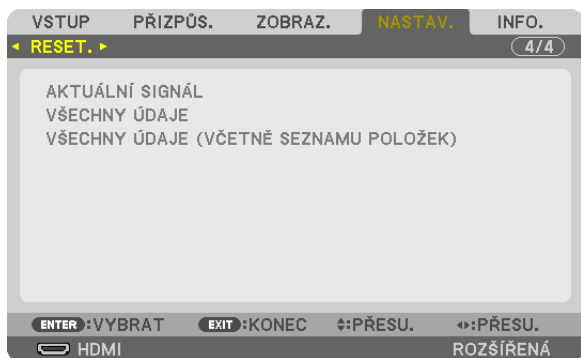 VSTUP PŘIZPŮS. ZOBRAZ. NASTAV. INFO.
RESET. 4/4
AKTUÁLNÍ SIGNÁL
VŠECHNY ÚDAJE
VŠECHNY ÚDAJE (VČETNĚ SEZNAMU POLOŽEK)
ENTER:VYBRAT EXIT:KONEC :PŘESU. :PŘESU.
HDMI ROZŠÍŘENÁ